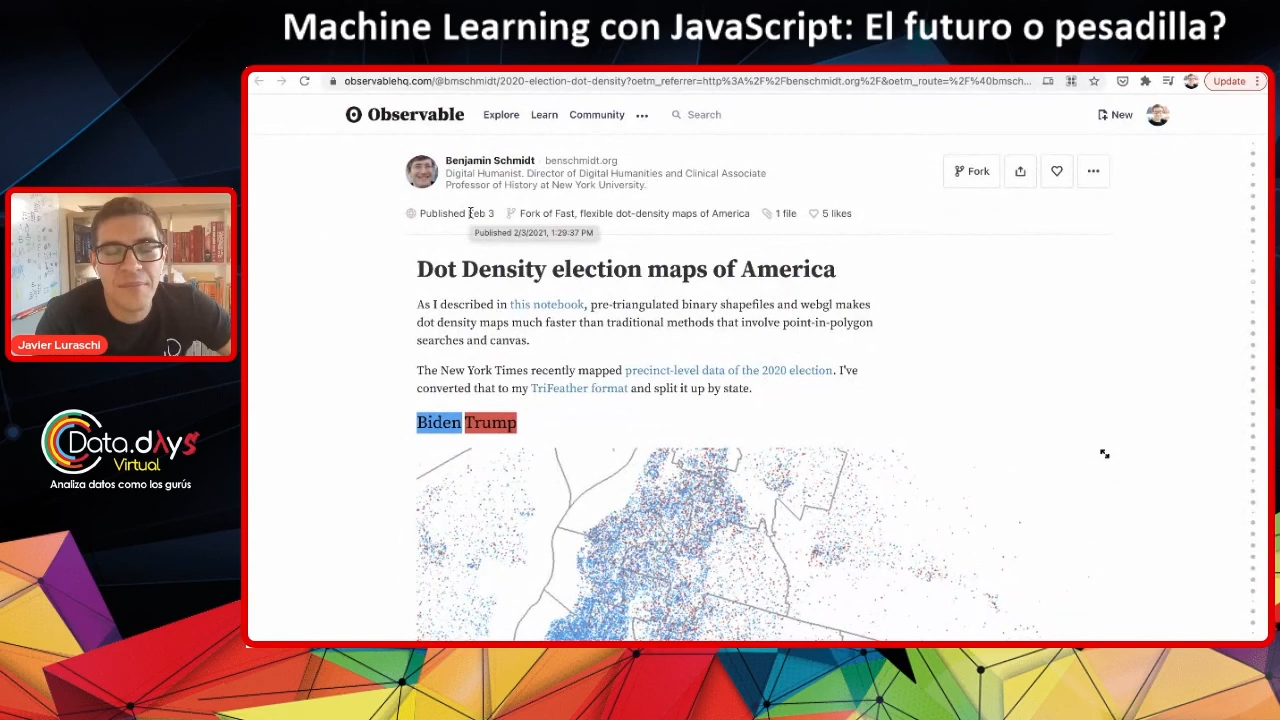 Machine Learning con JavaScript: El futuro o pesadilla?
observablehq.com/@bmschmidt/2020-election-dot-density?oetm_referrer=http%3A%2F%2Fbenschmidt.org%2F&oetm_route=%2F%40bmsch...
Update
Observable
Explore Learn Community ••• Search
New
Benjamin Schmidt · benschmidt.org
Digital Humanist. Director of Digital Humanities and Clinical Associate
Professor of History at New York University.
Fork
Published Feb 3 Fork of Fast, flexible dot-density maps of America 1 file 5 likes
Published 2/3/2021, 1:29:37 PM
Dot Density election maps of America
As I described in this notebook, pre-triangulated binary shapefiles and webgl makes
dot density maps much faster than traditional methods that involve point-in-polygon
searches and canvas.
The New York Times recently mapped precinct-level data of the 2020 election. I've
converted that to my TriFeather format and split it up by state.
Biden Trump
Javier Luraschi
Data.dAyS
Virtual
Analiza datos como los gurús